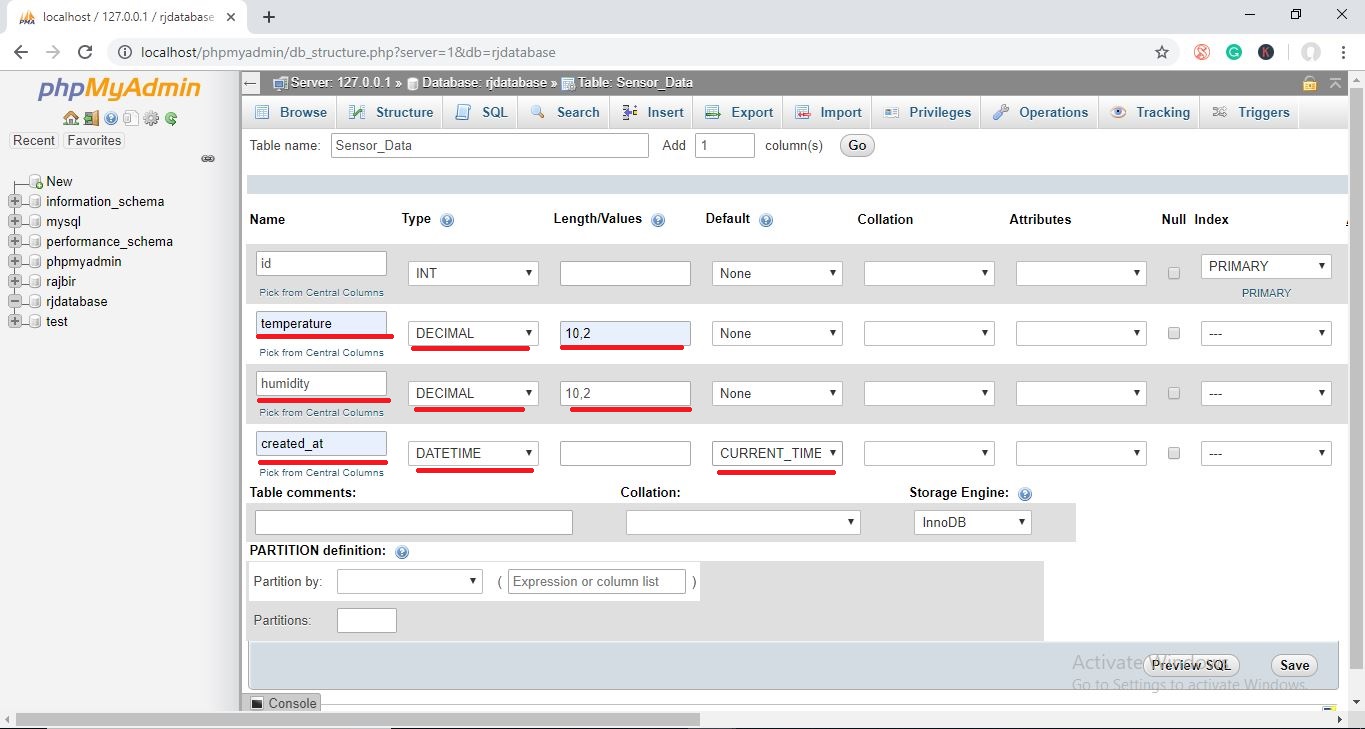 localhost / 127.0.0.1 / rjdatabase
localhost/phpmyadmin/db_structure.php?server=1&db=rjdatabase
phpMyAdmin
Recent Favorites
New
information_schema
mysql
performance_schema
phpmyadmin
rajbir
rjdatabase
test
Server: 127.0.0.1 » Database: rjdatabase » Table: Sensor_Data
Browse Structure SQL Search Insert Export Import Privileges Operations Tracking Triggers
Table name: Sensor_Data Add 1 column(s) Go
Name Type Length/Values Default Collation Attributes Null Index
id INT None PRIMARY
Pick from Central Columns PRIMARY
temperature DECIMAL 10,2 None ---
Pick from Central Columns
humidity DECIMAL 10,2 None ---
Pick from Central Columns
created_at DATETIME CURRENT_TIME ---
Pick from Central Columns
Table comments: Collation: Storage Engine:
InnoDB
PARTITION definition:
Partition by: ( Expression or column list )
Partitions:
Activate Windows
Go to Settings to activate Windows.
Preview SQL Save
Console